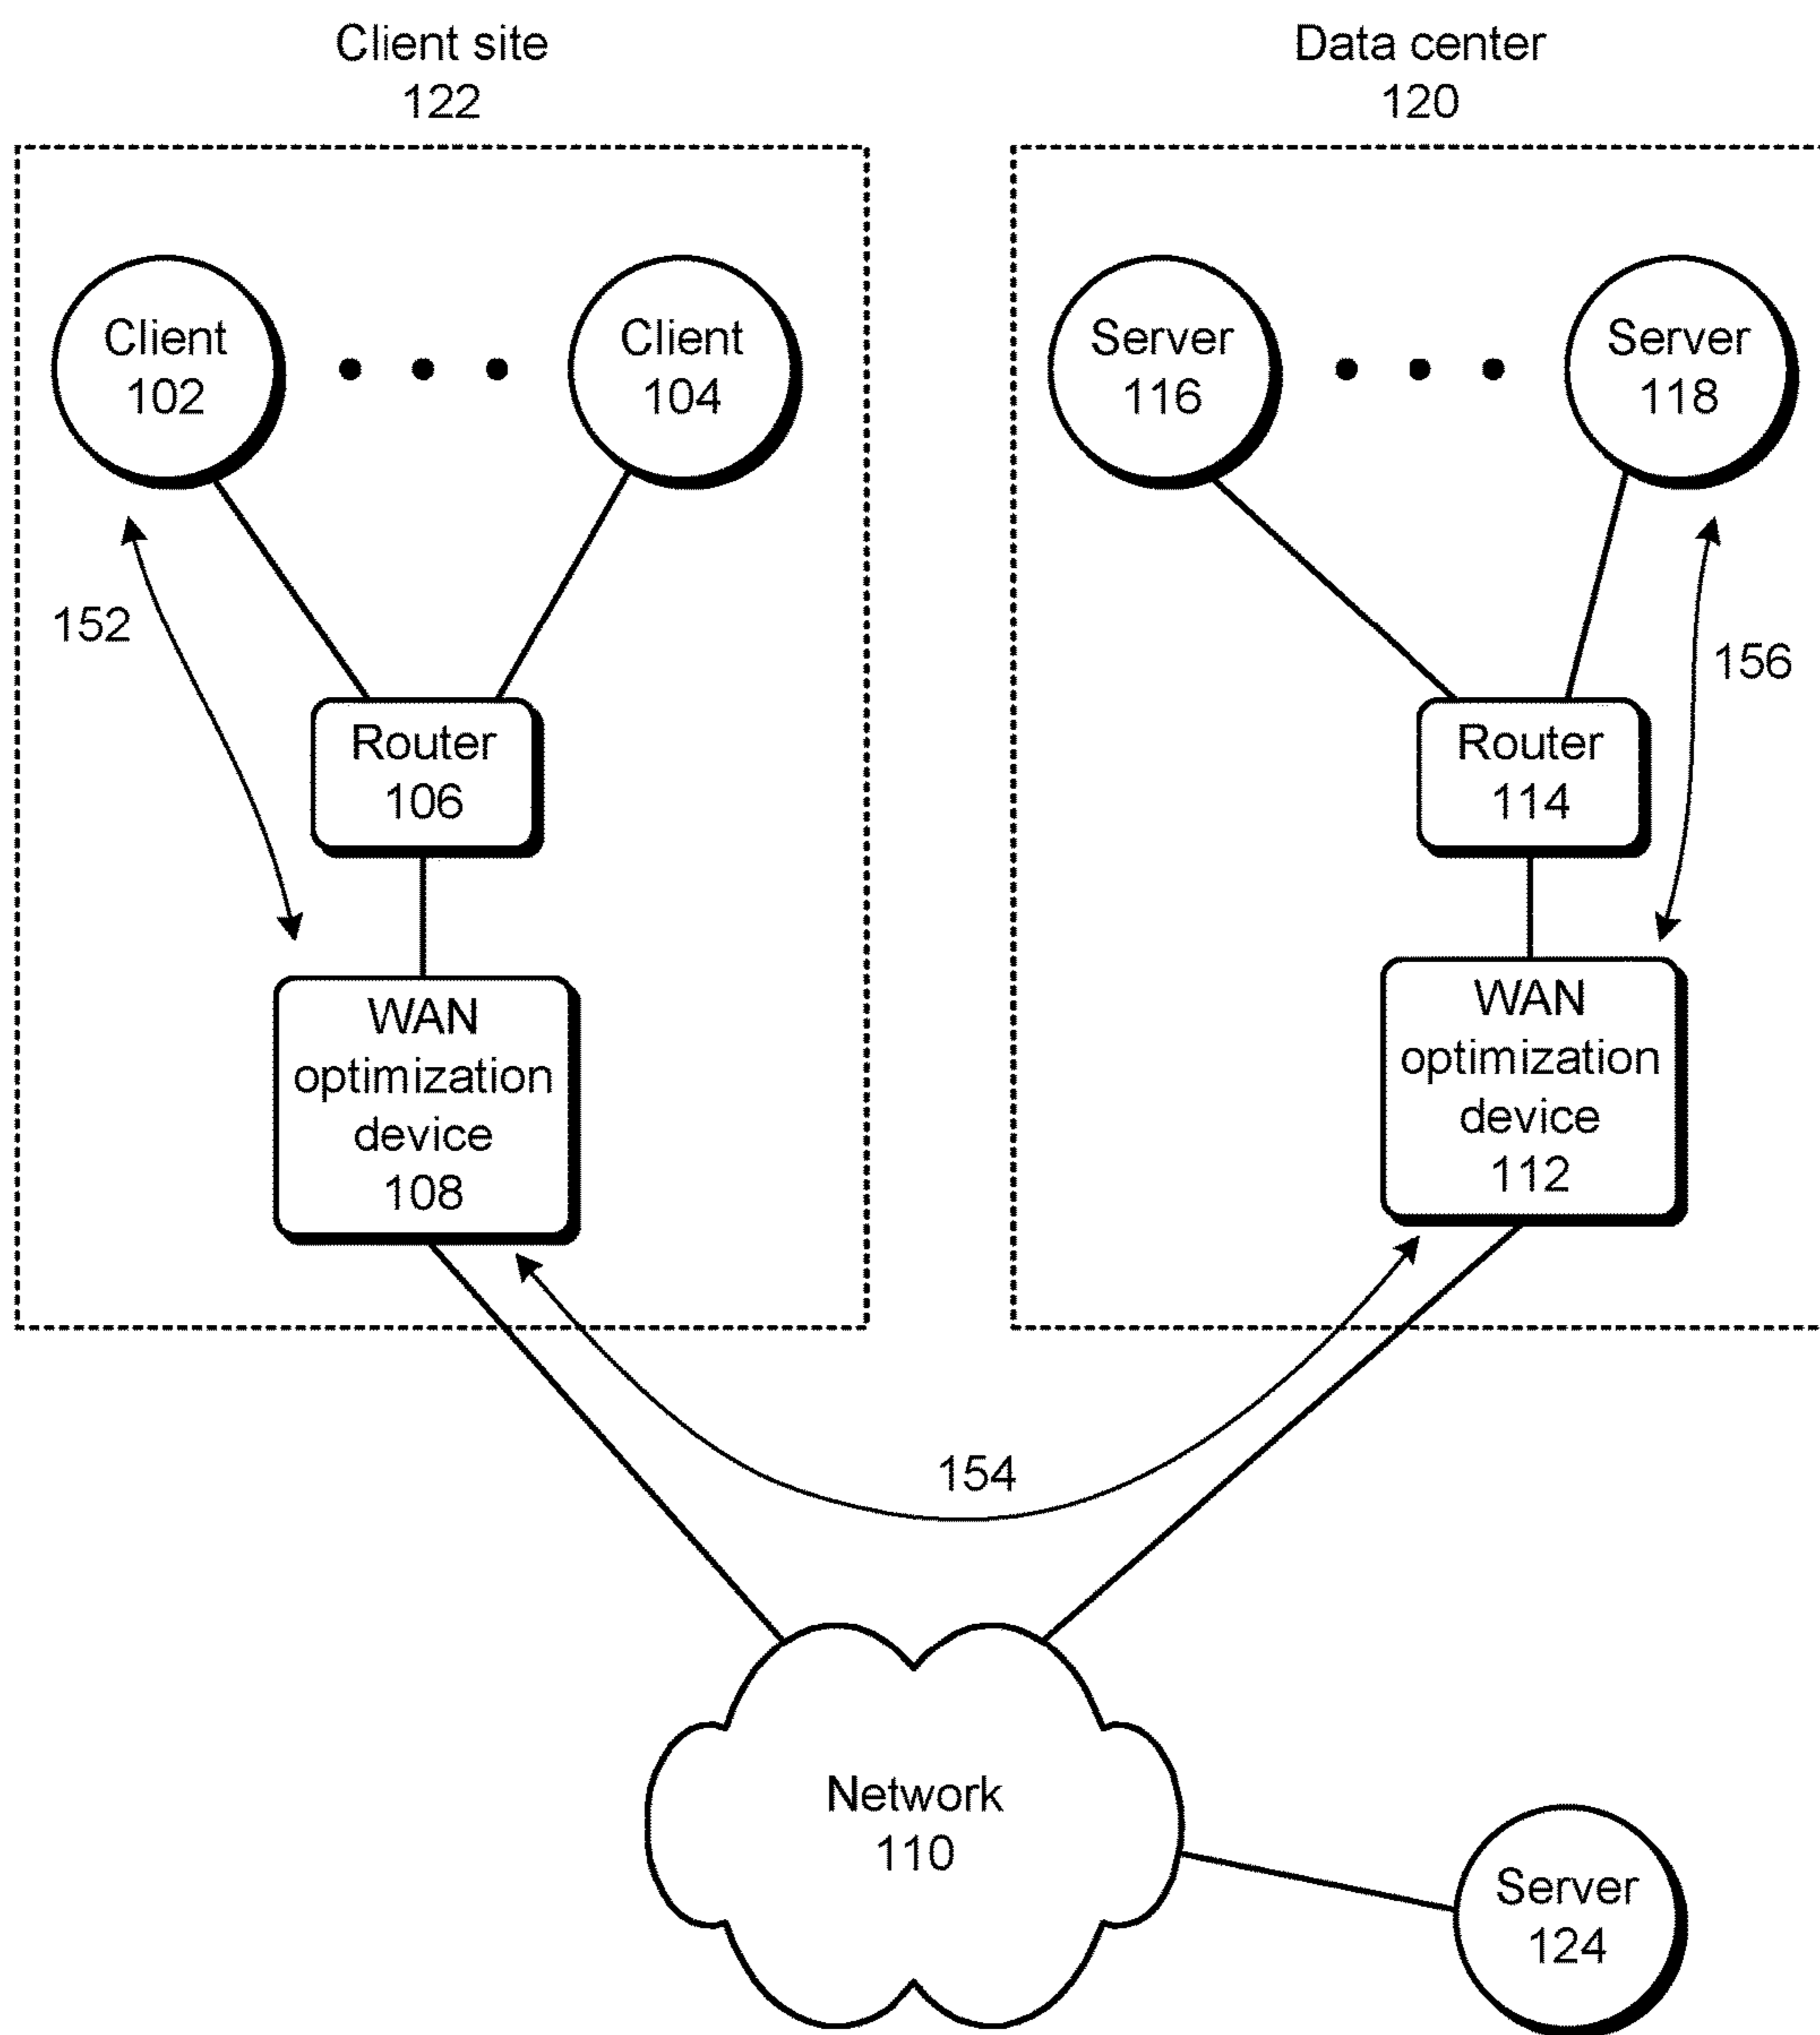 Client site
122
Data center
120
Client
102
Client
104
Server
116
Server
118
152
156
Router
106
Router
114
WAN
optimization
device
108
WAN
optimization
device
112
154
Network
110
Server
124